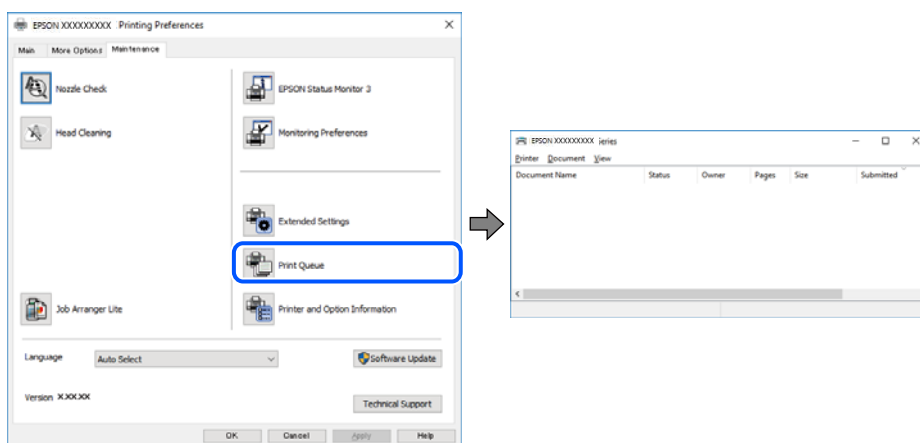 EPSON XXXXXXXXX Printing Preferences
Main More Options Maintenance
Nozzle Check
EPSON Status Monitor 3
Head Cleaning
Monitoring Preferences
Extended Settings
Print Queue
Job Arranger Lite
Printer and Option Information
Language Auto Select Software Update
Version X.XX.XX
Technical Support
OK Cancel Apply Help
EPSON XXXXXXXXX ieries
Printer Document View
Document Name Status Owner Pages Size Submitted